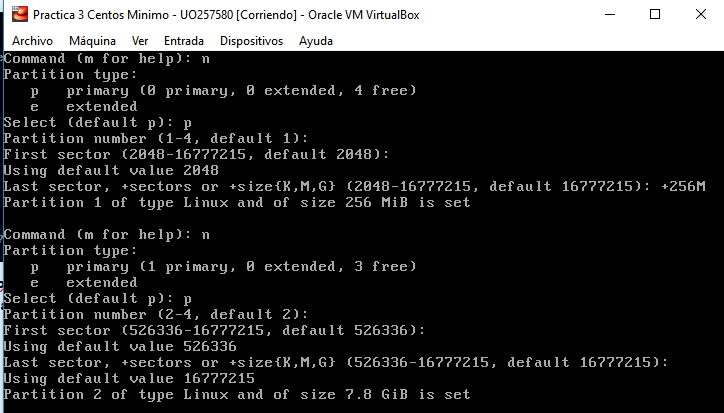 Practica 3 Centos Minimo - UO257580 [Corriendo] - Oracle VM VirtualBox
Archivo Máquina Ver Entrada Dispositivos Ayuda
Command (m for help): n
Partition type:
   p   primary (0 primary, 0 extended, 4 free)
   e   extended
Select (default p): p
Partition number (1-4, default 1):
First sector (2048-16777215, default 2048):
Using default value 2048
Last sector, +sectors or +size{K,M,G} (2048-16777215, default 16777215): +256M
Partition 1 of type Linux and of size 256 MiB is set
Command (m for help): n
Partition type:
   p   primary (1 primary, 0 extended, 3 free)
   e   extended
Select (default p): p
Partition number (2-4, default 2):
First sector (526336-16777215, default 526336):
Using default value 526336
Last sector, +sectors or +size{K,M,G} (526336-16777215, default 16777215):
Using default value 16777215
Partition 2 of type Linux and of size 7.8 GiB is set